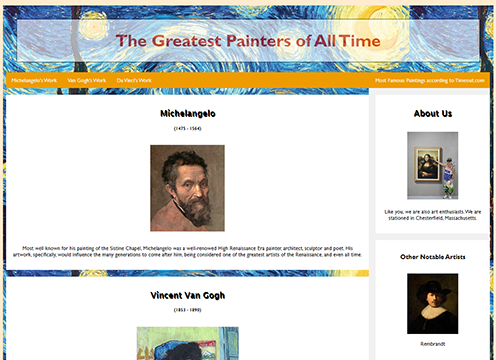 The Greatest Painters of All Time
Michelangelo's Work Van Gogh's Work Da Vinci's Work Most Famous Paintings according to Timeout.com
Michelangelo
(1475 - 1564)
Most well known for his painting of the Sistine Chapel, Michelangelo was a well-renowed High Renaissance Era painter, architect, sculptor and poet. His
artwork, specifically, would influence the many generations to come after him, being considered one of the greatest artists of the Renaissance, and even all time.
Vincent Van Gogh
(1853 - 1890)
About Us
Like you, we are also art enthusiasts. We are
stationed in Chesterfield, Massachusetts.
Other Notable Artists
Rembrandt